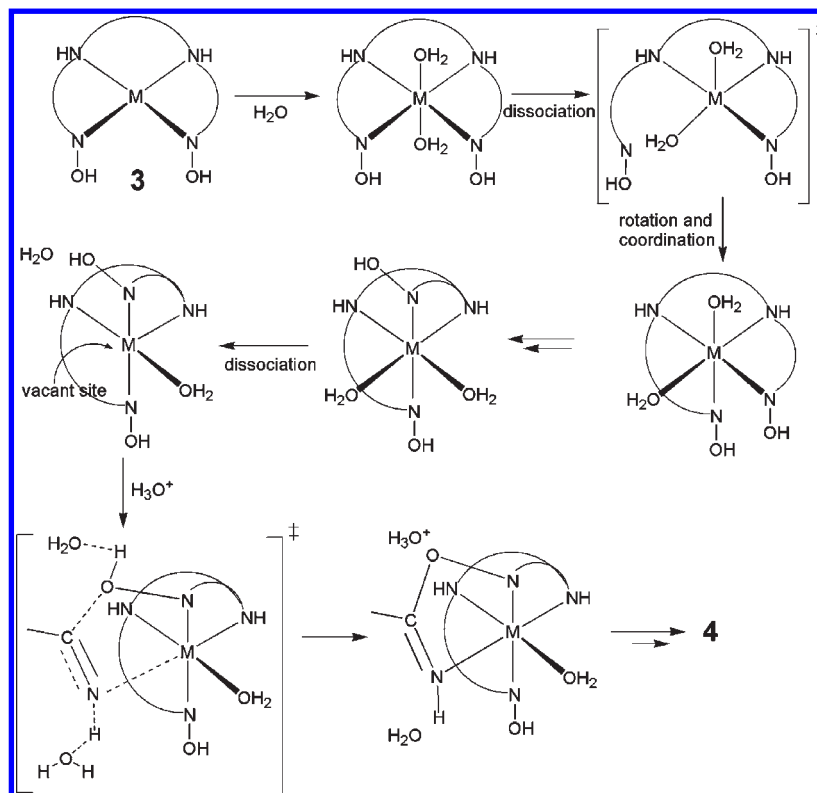 HN NH M N N OH OH 3
H₂O
OH₂ HN NH M OH₂ N N OH OH
dissociation
HN OH₂ NH M H₂O N HO N OH
rotation and
coordination
OH₂ HN NH M H₂O N N OH OH
HO N HN NH M H₂O OH₂ N OH
dissociation
H₂O HO N HN NH M OH₂ N OH
vacant site
H₃O⁺
‡
H₂O H O N HN NH C M N OH₂ H N OH O H H
H₃O⁺ O N HN NH C M N OH₂ H N OH H₂O
4